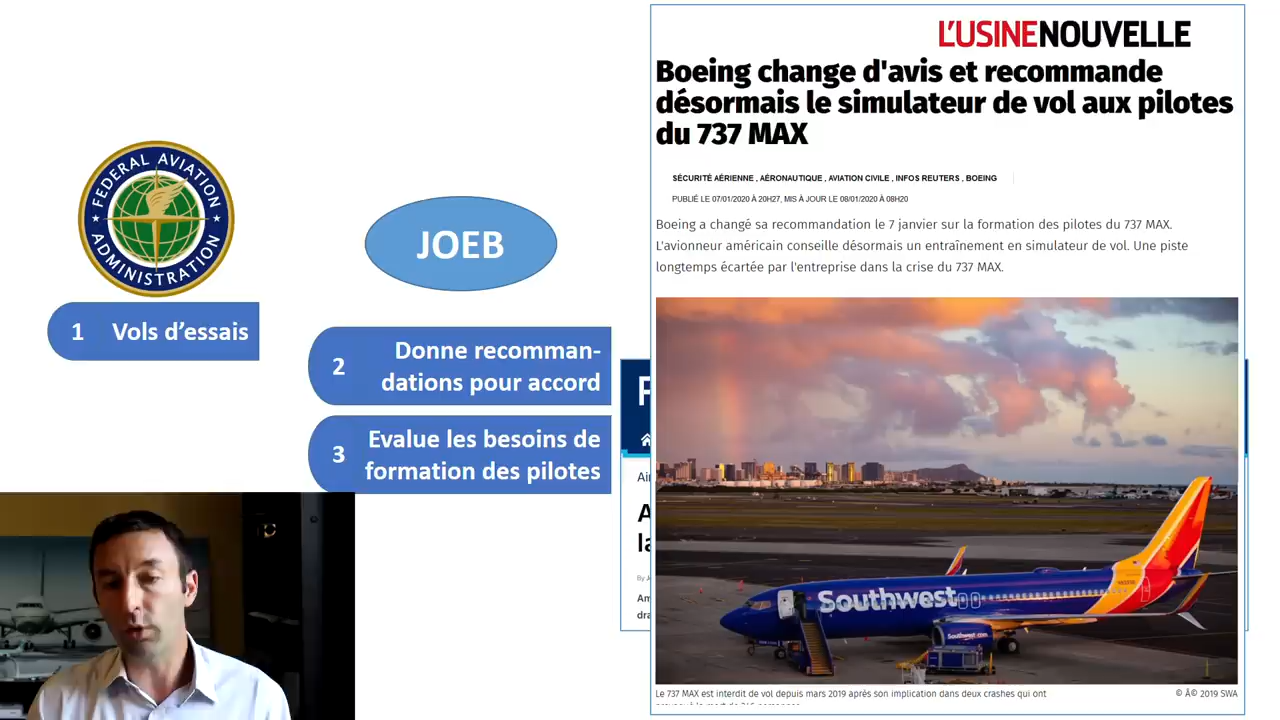 FEDERAL AVIATION
ADMINISTRATION
1 Vols d’essais
JOEB
2 Donne recomman-
dations pour accord
3 Evalue les besoins de
formation des pilotes
L'USINENOUVELLE
Boeing change d'avis et recommande
désormais le simulateur de vol aux pilotes
du 737 MAX
SÉCURITÉ AÉRIENNE , AÉRONAUTIQUE , AVIATION CIVILE , INFOS REUTERS , BOEING
PUBLIÉ LE 07/01/2020 À 20H27, MIS À JOUR LE 08/01/2020 À 08H20
Boeing a changé sa recommandation le 7 janvier sur la formation des pilotes du 737 MAX.
L'avionneur américain conseille désormais un entraînement en simulateur de vol. Une piste
longtemps écartée par l'entreprise dans la crise du 737 MAX.
Southwest
Southwest.com
Le 737 MAX est interdit de vol depuis mars 2019 après son implication dans deux crashes qui ont
© Â© 2019 SWA